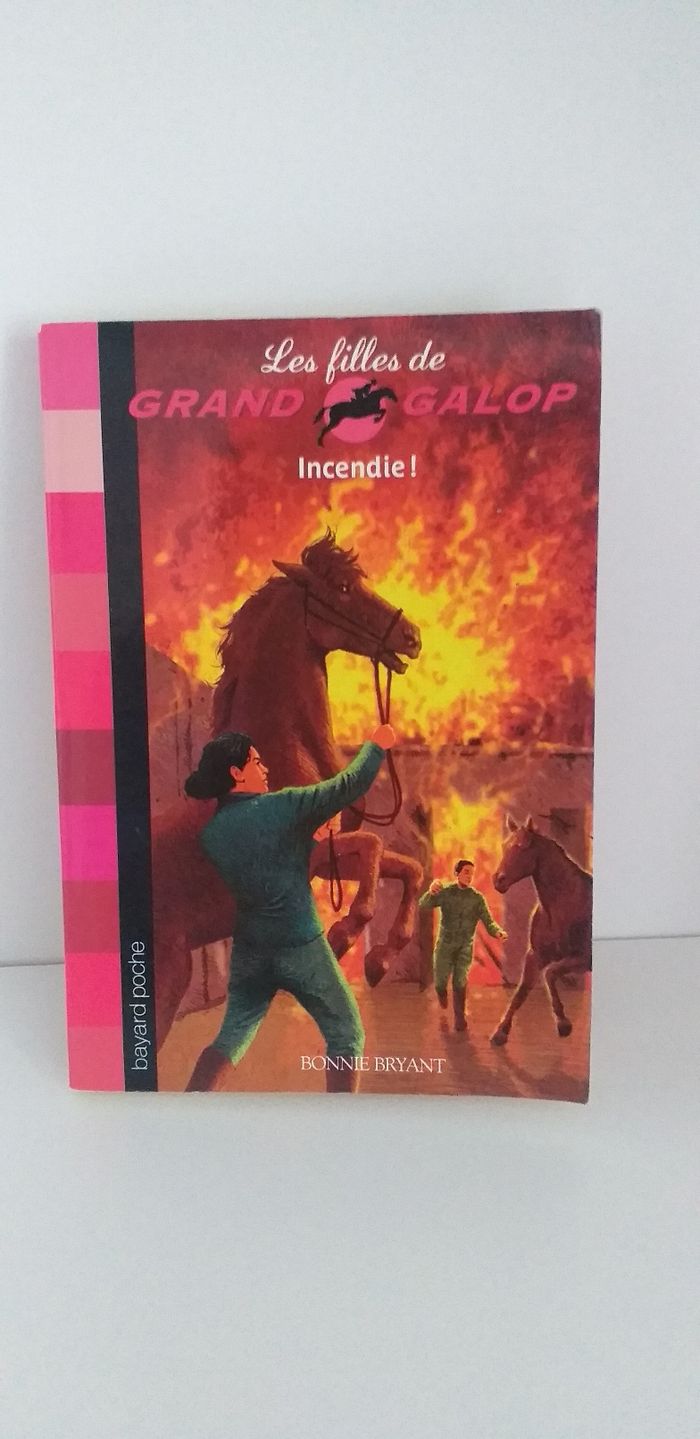 Les filles de
GRAND GALOP
Incendie !
BONNIE BRYANT
bayard poche